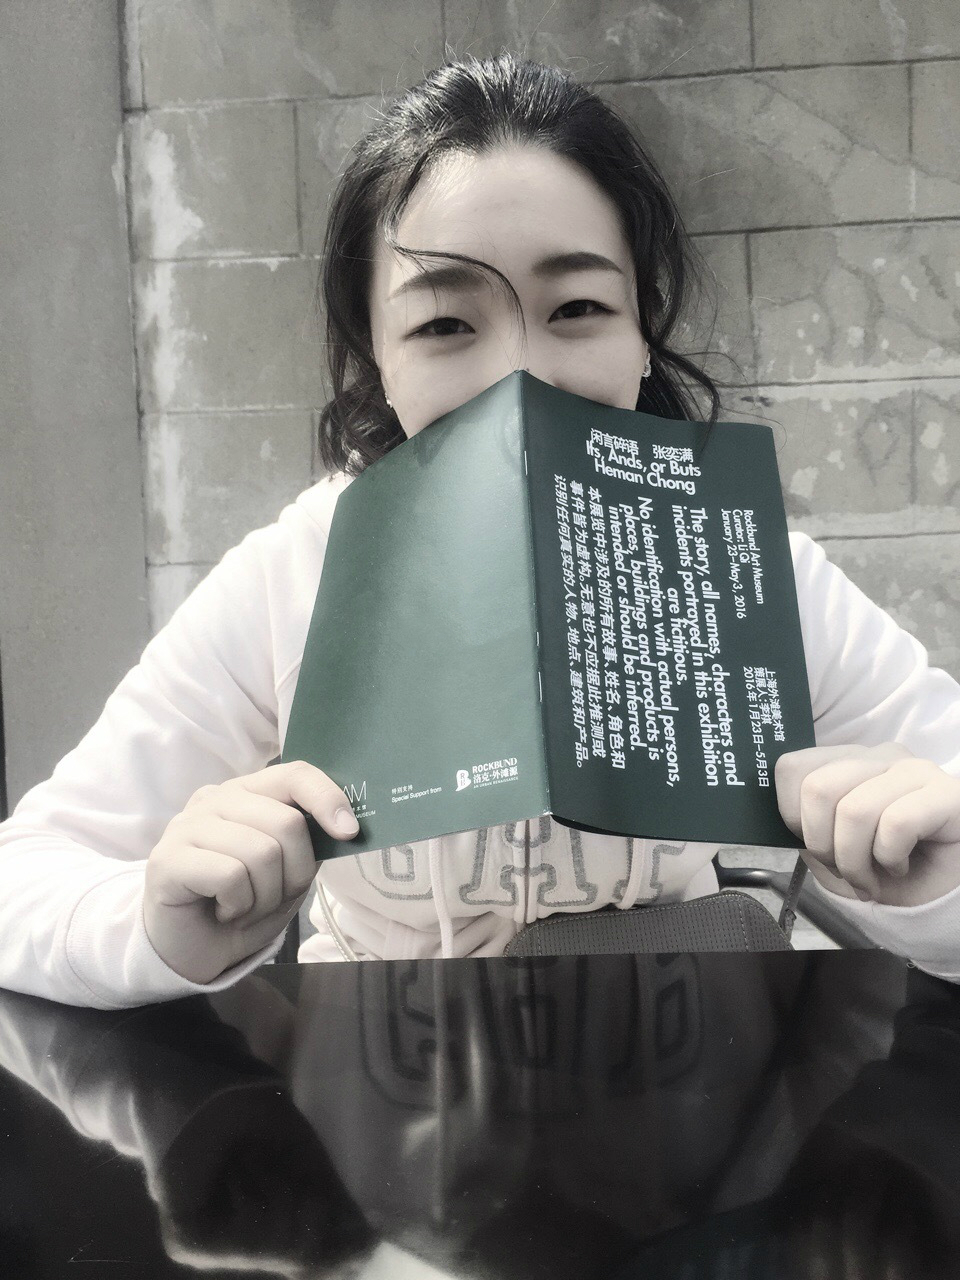 闲言碎语 张奕满
Ifs, Ands, or Buts
Heman Chong
Rockbund Art Museum
Curator: Li Qi
January 23–May 3, 2016
上海外滩美术馆
策展人:李棋
2016年1月23日–5月3日
The story, all names, characters and
incidents portrayed in this exhibition
are fictitious.
No identification with actual persons,
places, buildings and products is
intended or should be inferred.
本展览中涉及的所有故事、姓名、角色和
事件皆为虚构。无意也不应据此推测或
识别任何真实的人物、地点、建筑和产品。
AM
MUSEUM
特别支持
Special Support from
ROCKBUND
洛克·外滩源
AN URBAN RENAISSANCE
GAP